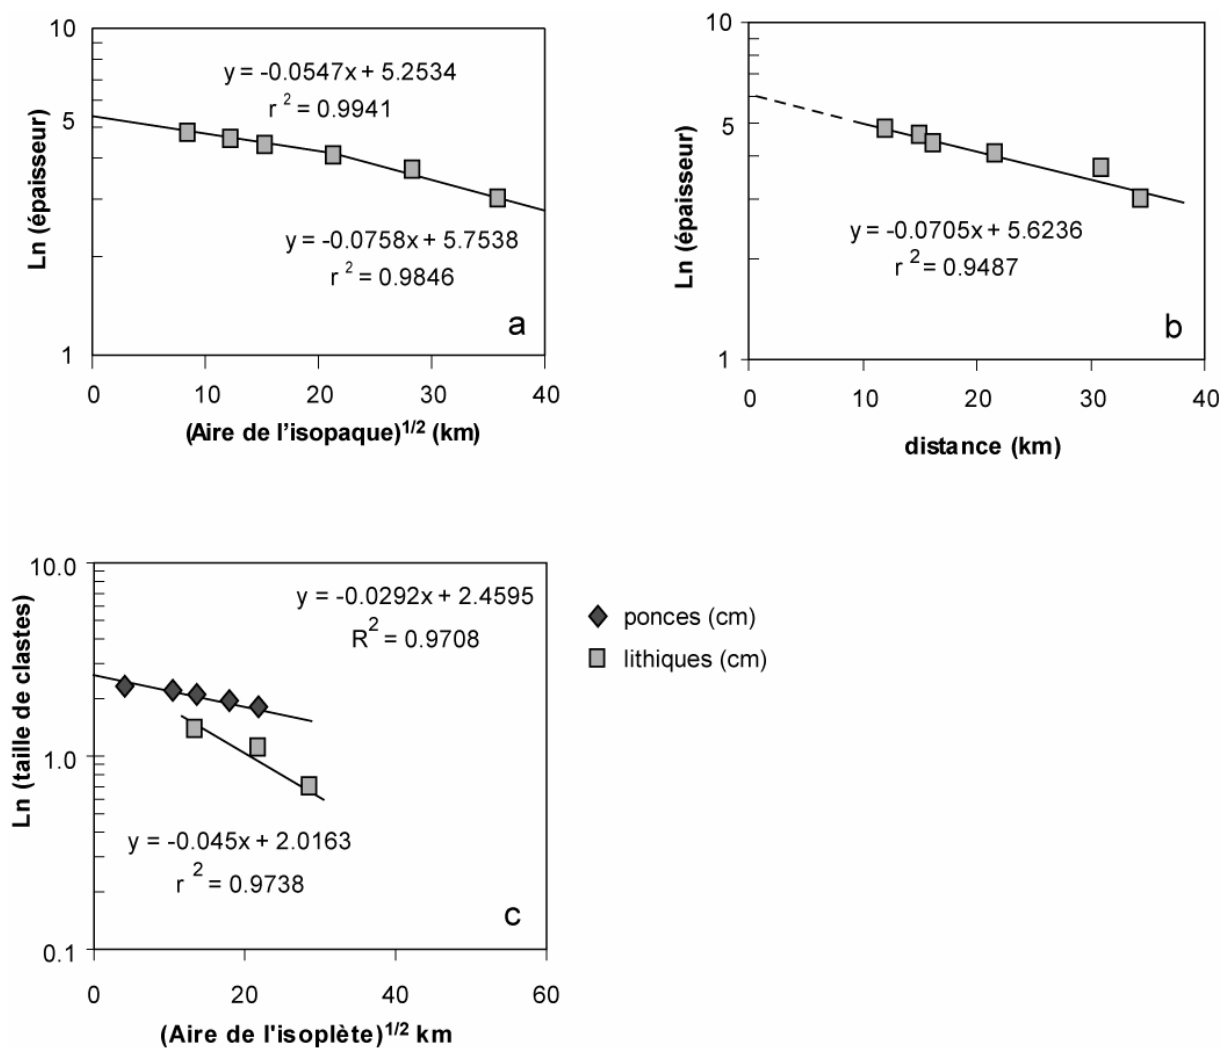 10
5
1
Ln (épaisseur)
y = -0.0547x + 5.2534
r 2 = 0.9941
y = -0.0758x + 5.7538
r 2 = 0.9846
a
0 10 20 30 40
(Aire de l'isopaque)1/2 (km)
10
5
1
Ln (épaisseur)
y = -0.0705x + 5.6236
r 2 = 0.9487
b
0 10 20 30 40
distance (km)
10.0
1.0
0.1
Ln (taille de clastes)
y = -0.0292x + 2.4595
R2 = 0.9708
y = -0.045x + 2.0163
r 2 = 0.9738
c
0 20 40 60
(Aire de l'isoplète)1/2 km
ponces (cm)
lithiques (cm)